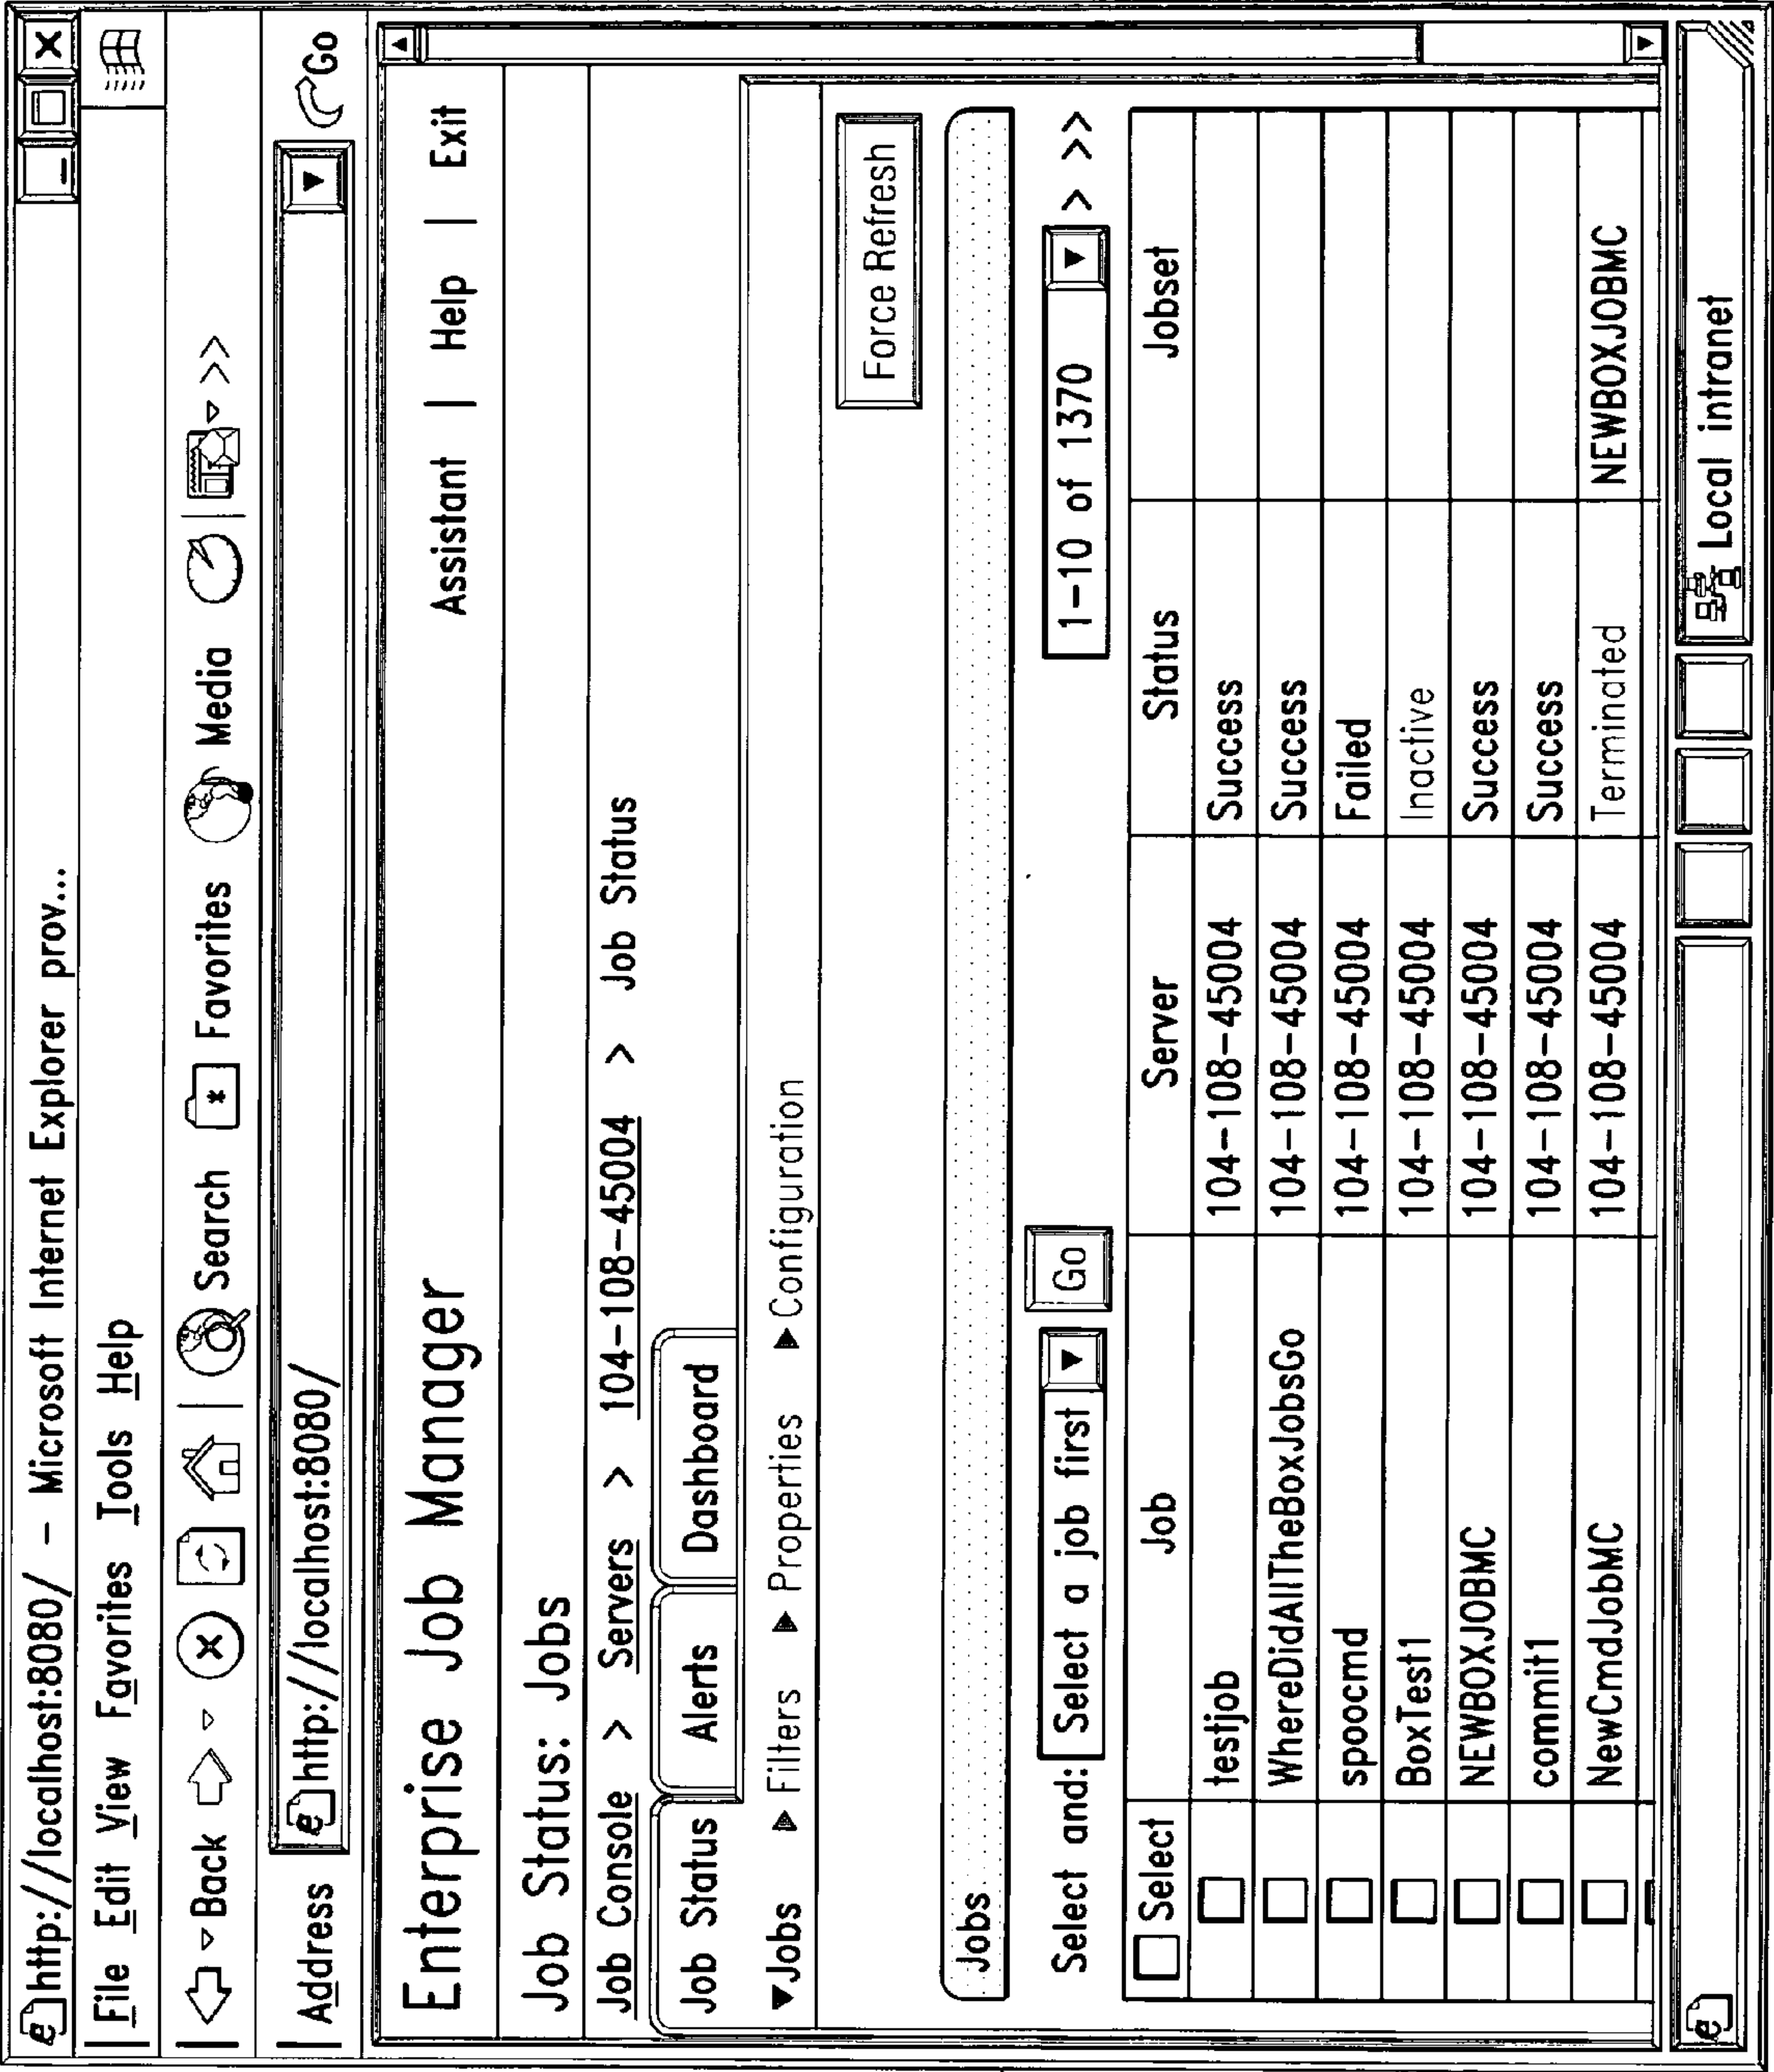 http://localhost:8080/ - Microsoft Internet Explorer prov...
File Edit View Favorites Tools Help
Back Search Favorites Media >>
Address http://localhost:8080/ Go
Enterprise Job Manager Assistant | Help | Exit
Job Status: Jobs
Job Console > Servers > 104-108-45004 > Job Status
Job Status Alerts Dashboard
Jobs Filters Properties Configuration
Force Refresh
Jobs
Select and: Select a job first Go 1-10 of 1370 > >>
Select Job Server Status Jobset
testjob 104-108-45004 Success
WhereDidAllTheBoxJobsGo 104-108-45004 Success
spoocmd 104-108-45004 Failed
BoxTest1 104-108-45004 Inactive
NEWBOXJOBMC 104-108-45004 Success
commit1 104-108-45004 Success
NewCmdJobMC 104-108-45004 Terminated NEWBOXJOBMC
Local intranet